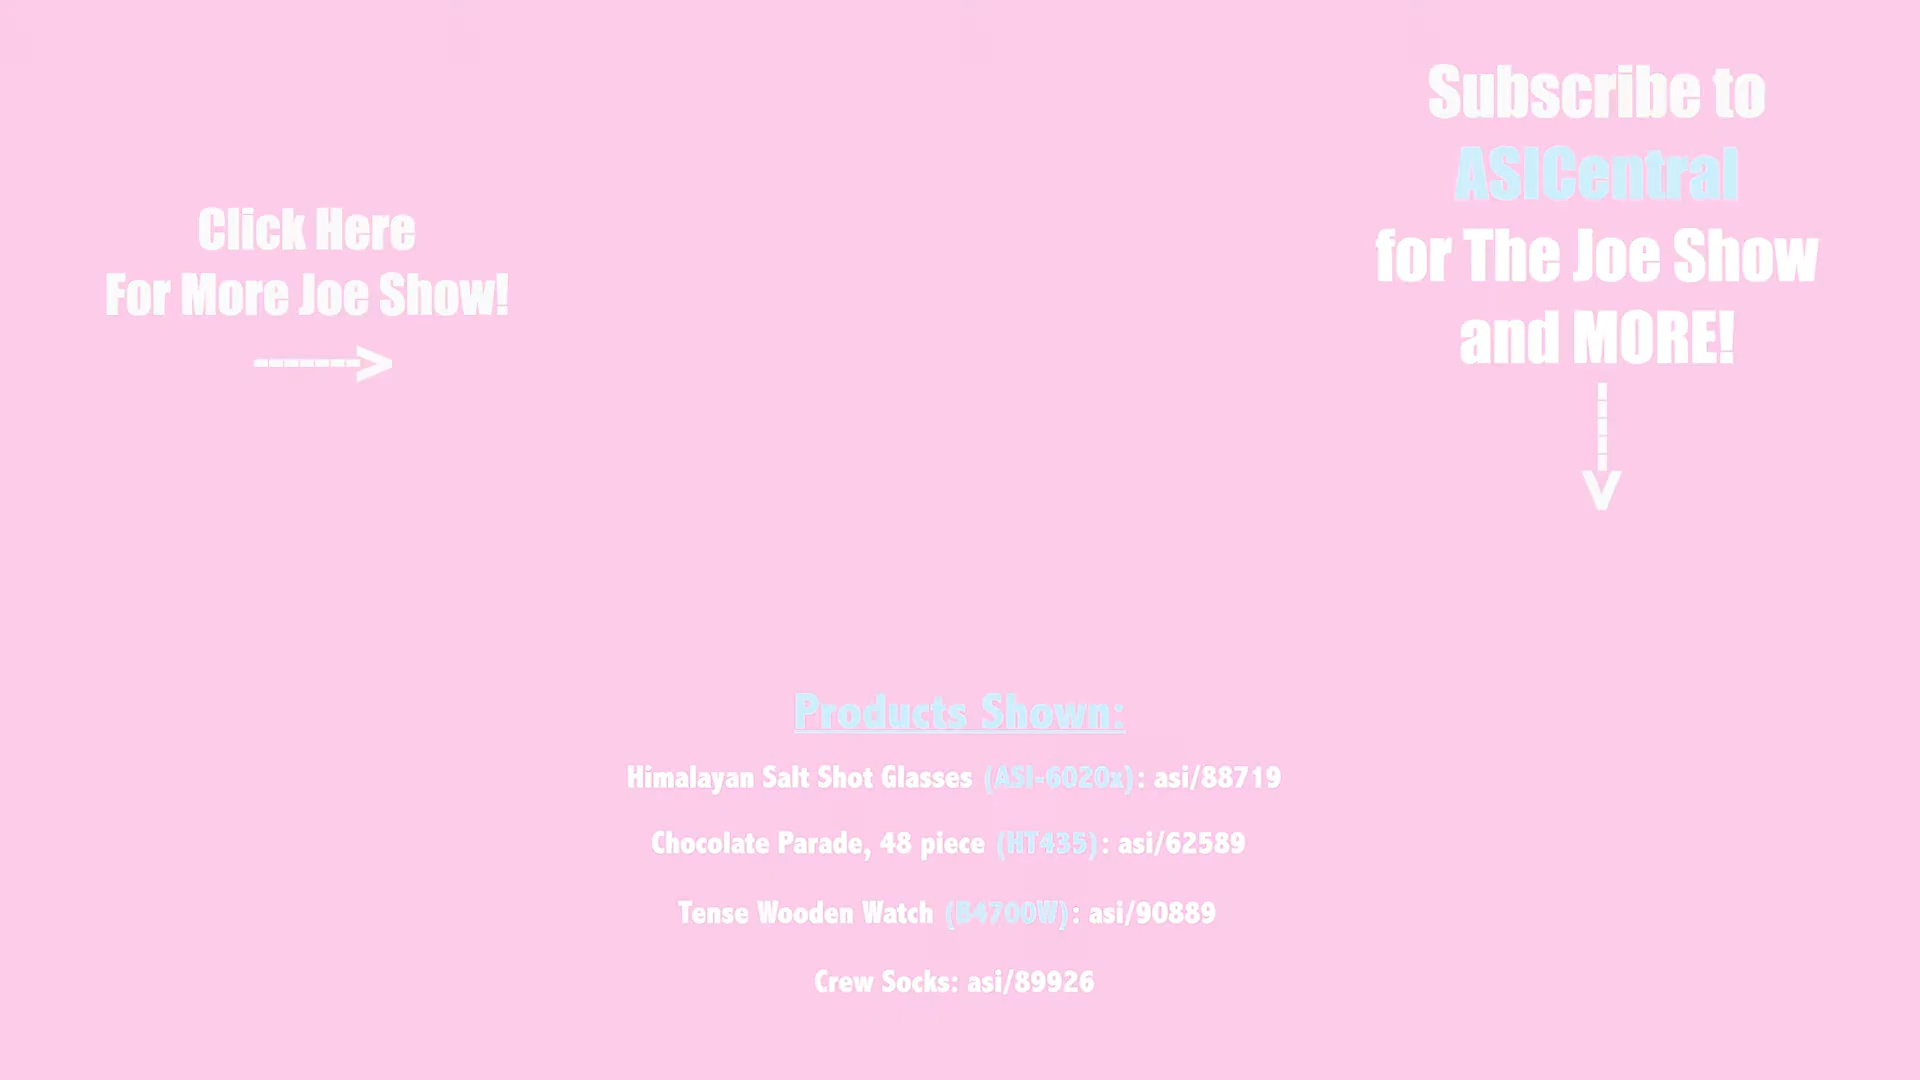 Click Here
For More Joe Show!
------->
Subscribe to
ASICentral
for The Joe Show
and MORE!
----->
Products Shown:
Himalayan Salt Shot Glasses (ASI-6020x): asi/88719
Chocolate Parade, 48 piece (HT435): asi/62589
Tense Wooden Watch (B4700W): asi/90889
Crew Socks: asi/89926